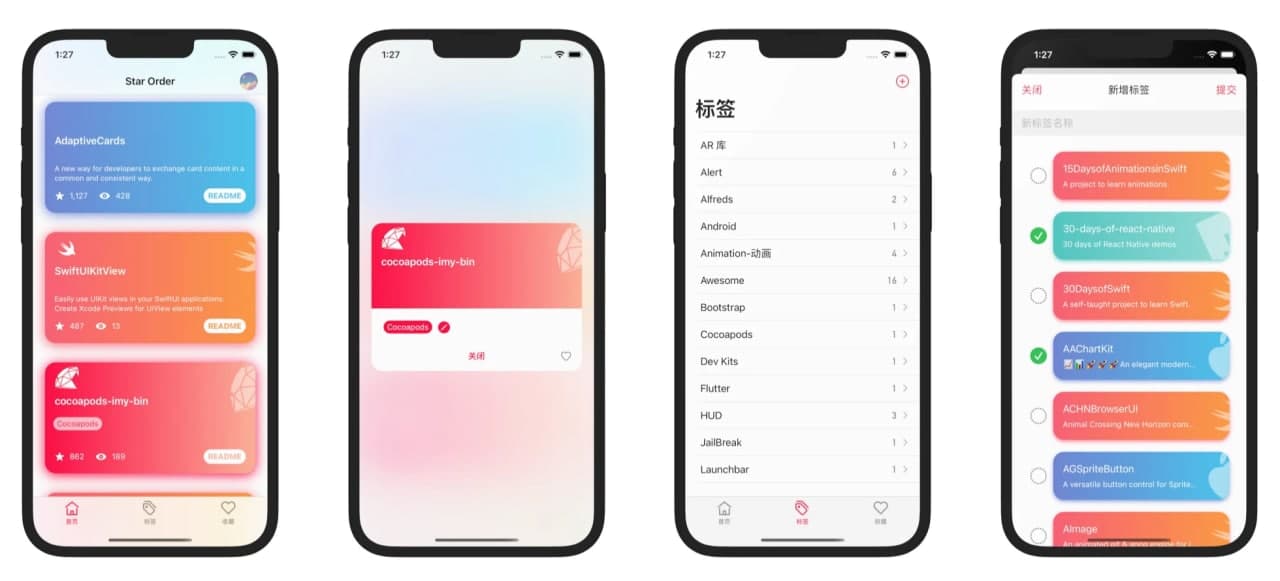 1:27
Star Order
AdaptiveCards
A new way for developers to exchange card content in a
common and consistent way.
1,127 428 README
SwiftUIKitView
Easily use UIKit views in your SwiftUI applications.
Create Xcode Previews for UIView elements
487 13 README
cocoapods-imy-bin
Cocoapods
862 189 README
首页 标签 收藏
1:27
cocoapods-imy-bin
Cocoapods
关闭
1:27
标签
AR 库 1
Alert 6
Alfreds 2
Android 1
Animation-动画 4
Awesome 16
Bootstrap 1
Cocoapods 1
Dev Kits 1
Flutter 1
HUD 3
JailBreak 1
Launchbar 1
首页 标签 收藏
1:27
关闭 新增标签 提交
新标签名称
15DaysofAnimationsinSwift
A project to learn animations
30-days-of-react-native
30 days of React Native demos
30DaysofSwift
A self-taught project to learn Swift.
AAChartKit
📈📊🚀🚀🚀An elegant modern...
ACHNBrowserUI
Animal Crossing New Horizon com...
AGSpriteButton
A versatile button control for Sprite...
AImage